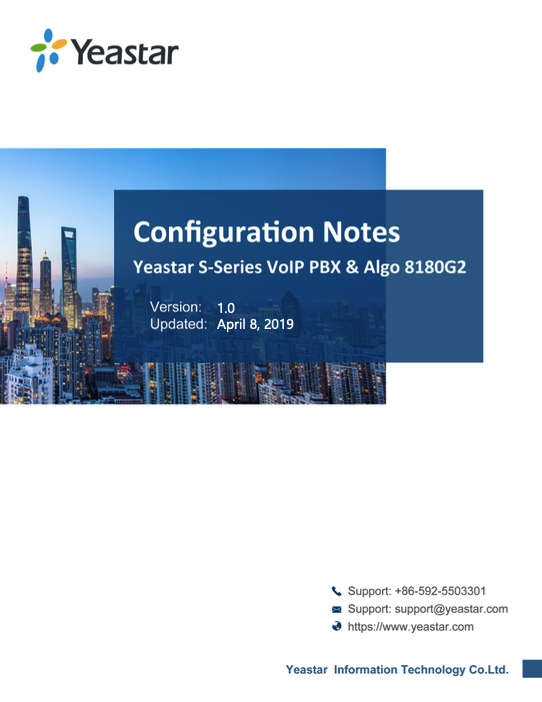 Yeastar
Configuration Notes
Yeastar S-Series VoIP PBX & Algo 8180G2
Version: 1.0
Updated: April 8, 2019
Support: +86-592-5503301
Support: support@yeastar.com
https://www.yeastar.com
Yeastar Information Technology Co.Ltd.